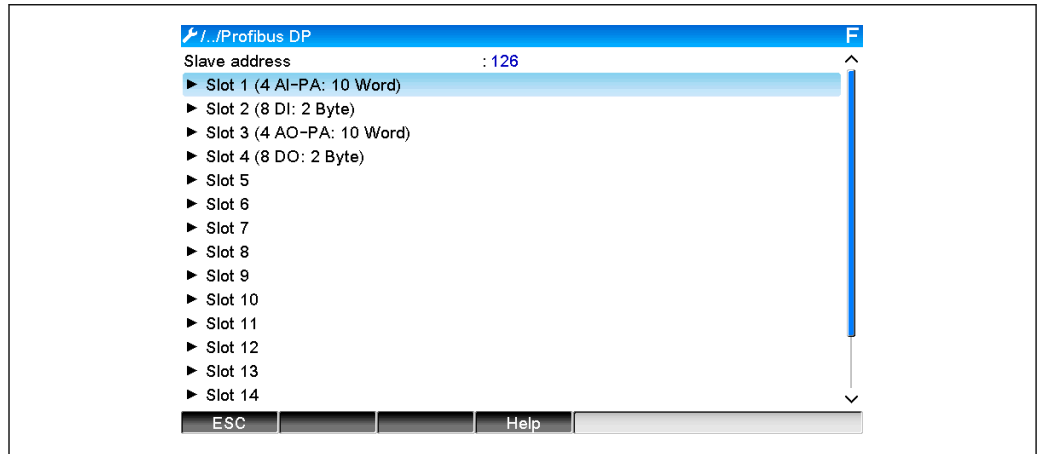 /../Profibus DP F
Slave address : 126
► Slot 1 (4 AI-PA: 10 Word)
► Slot 2 (8 DI: 2 Byte)
► Slot 3 (4 AO-PA: 10 Word)
► Slot 4 (8 DO: 2 Byte)
► Slot 5
► Slot 6
► Slot 7
► Slot 8
► Slot 9
► Slot 10
► Slot 11
► Slot 12
► Slot 13
► Slot 14
ESC Help